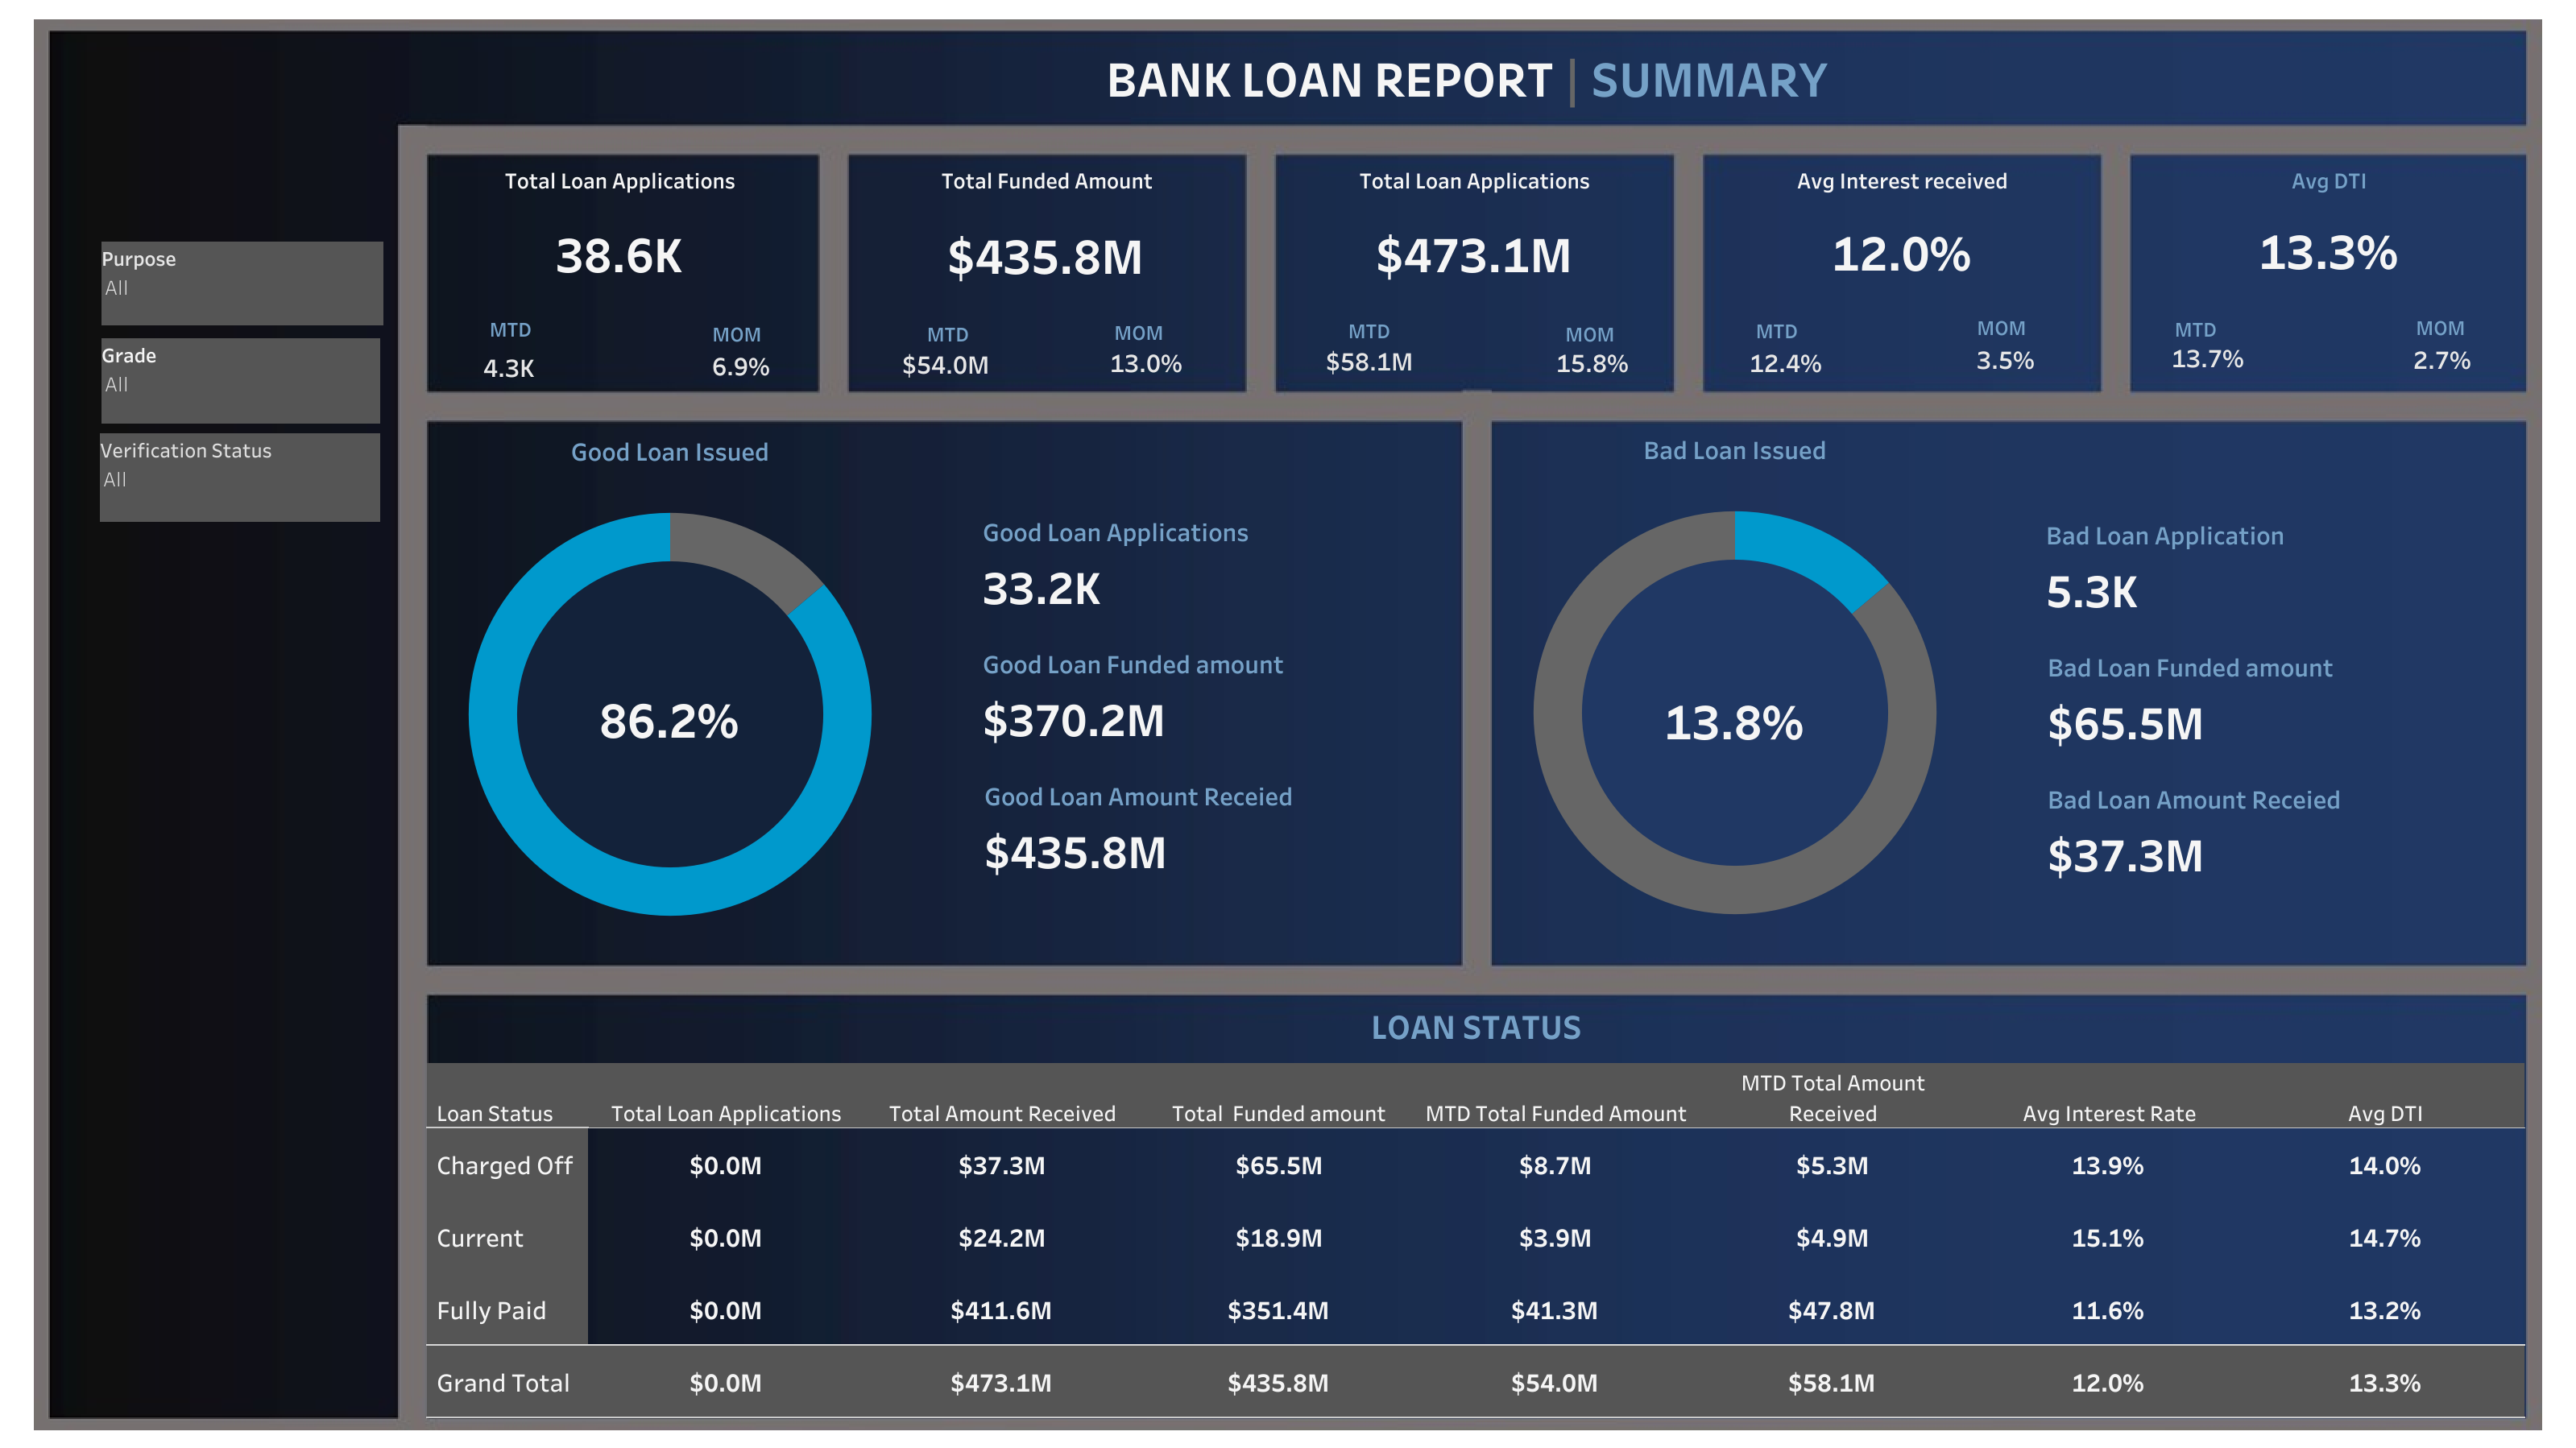 BANK LOAN REPORT | SUMMARY
Purpose
All
Grade
All
Verification Status
All
Total Loan Applications
38.6K
MTD MOM
4.3K 6.9%
Total Funded Amount
$435.8M
MTD MOM
$54.0M 13.0%
Total Loan Applications
$473.1M
MTD MOM
$58.1M 15.8%
Avg Interest received
12.0%
MTD MOM
12.4% 3.5%
Avg DTI
13.3%
MTD MOM
13.7% 2.7%
Good Loan Issued
86.2%
Good Loan Applications
33.2K
Good Loan Funded amount
$370.2M
Good Loan Amount Receied
$435.8M
Bad Loan Issued
13.8%
Bad Loan Application
5.3K
Bad Loan Funded amount
$65.5M
Bad Loan Amount Receied
$37.3M
LOAN STATUS
MTD Total Amount
Loan Status Total Loan Applications Total Amount Received Total Funded amount MTD Total Funded Amount Received Avg Interest Rate Avg DTI
Charged Off $0.0M $37.3M $65.5M $8.7M $5.3M 13.9% 14.0%
Current $0.0M $24.2M $18.9M $3.9M $4.9M 15.1% 14.7%
Fully Paid $0.0M $411.6M $351.4M $41.3M $47.8M 11.6% 13.2%
Grand Total $0.0M $473.1M $435.8M $54.0M $58.1M 12.0% 13.3%